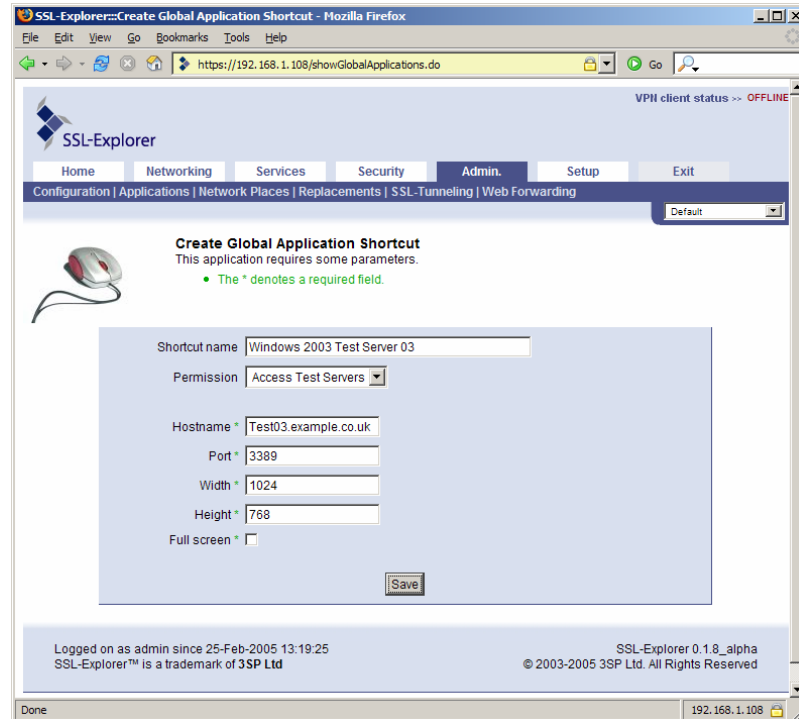 SSL-Explorer:::Create Global Application Shortcut - Mozilla Firefox
File Edit View Go Bookmarks Tools Help
https://192.168.1.108/showGlobalApplications.do Go
VPN client status >> OFFLINE
SSL-Explorer
Home Networking Services Security Admin. Setup Exit
Configuration | Applications | Network Places | Replacements | SSL-Tunneling | Web Forwarding
Default
Create Global Application Shortcut
This application requires some parameters.
• The * denotes a required field.
Shortcut name Windows 2003 Test Server 03
Permission Access Test Servers
Hostname * Test03.example.co.uk
Port * 3389
Width * 1024
Height * 768
Full screen *
Save
Logged on as admin since 25-Feb-2005 13:19:25 SSL-Explorer 0.1.8_alpha
SSL-Explorer™ is a trademark of 3SP Ltd © 2003-2005 3SP Ltd. All Rights Reserved
Done 192.168.1.108